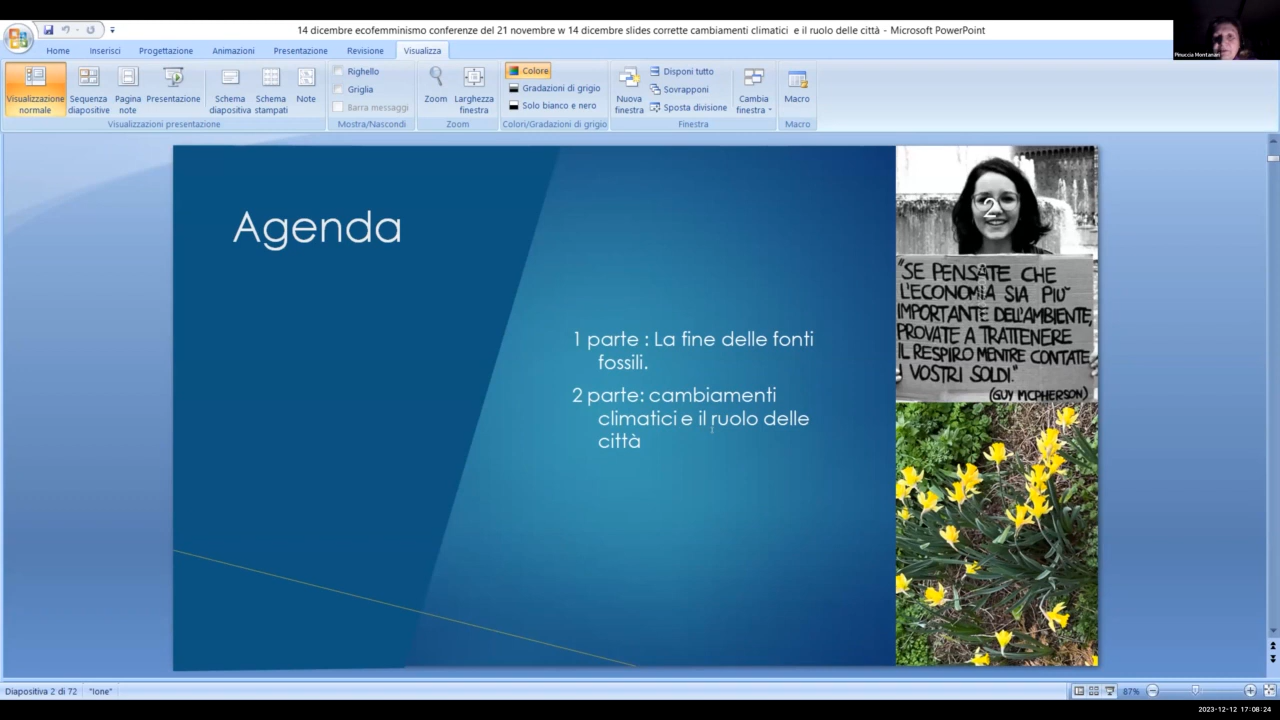 14 dicembre ecofemminismo conferenze del 21 novembre w 14 dicembre slides corrette cambiamenti climatici e il ruolo delle città - Microsoft PowerPoint
Pinuccia Montanari
Home Inserisci Progettazione Animazioni Presentazione Revisione Visualizza
Visualizzazione normale
Sequenza diapositive
Pagina note
Presentazione
Schema diapositiva
Schema stampati
Note
Visualizzazioni presentazione
Righello
Griglia
Barra messaggi
Mostra/Nascondi
Zoom
Larghezza finestra
Zoom
Colore
Gradazioni di grigio
Solo bianco e nero
Colori/Gradazioni di grigio
Nuova finestra
Disponi tutto
Sovrapponi
Sposta divisione
Cambia finestra
Finestra
Macro
Macro
Agenda
1 parte : La fine delle fonti
fossili.
2 parte: cambiamenti
climatici e il ruolo delle
città
2
"SE PENSATE CHE
L'ECONOMIA SIA PIU'
IMPORTANTE DELL'AMBIENTE,
PROVATE A TRATTENERE
IL RESPIRO MENTRE CONTATE
I VOSTRI SOLDI."
(GUY MCPHERSON)
Diapositiva 2 di 72 "Ione" 87%
2023-12-12 17:08:24